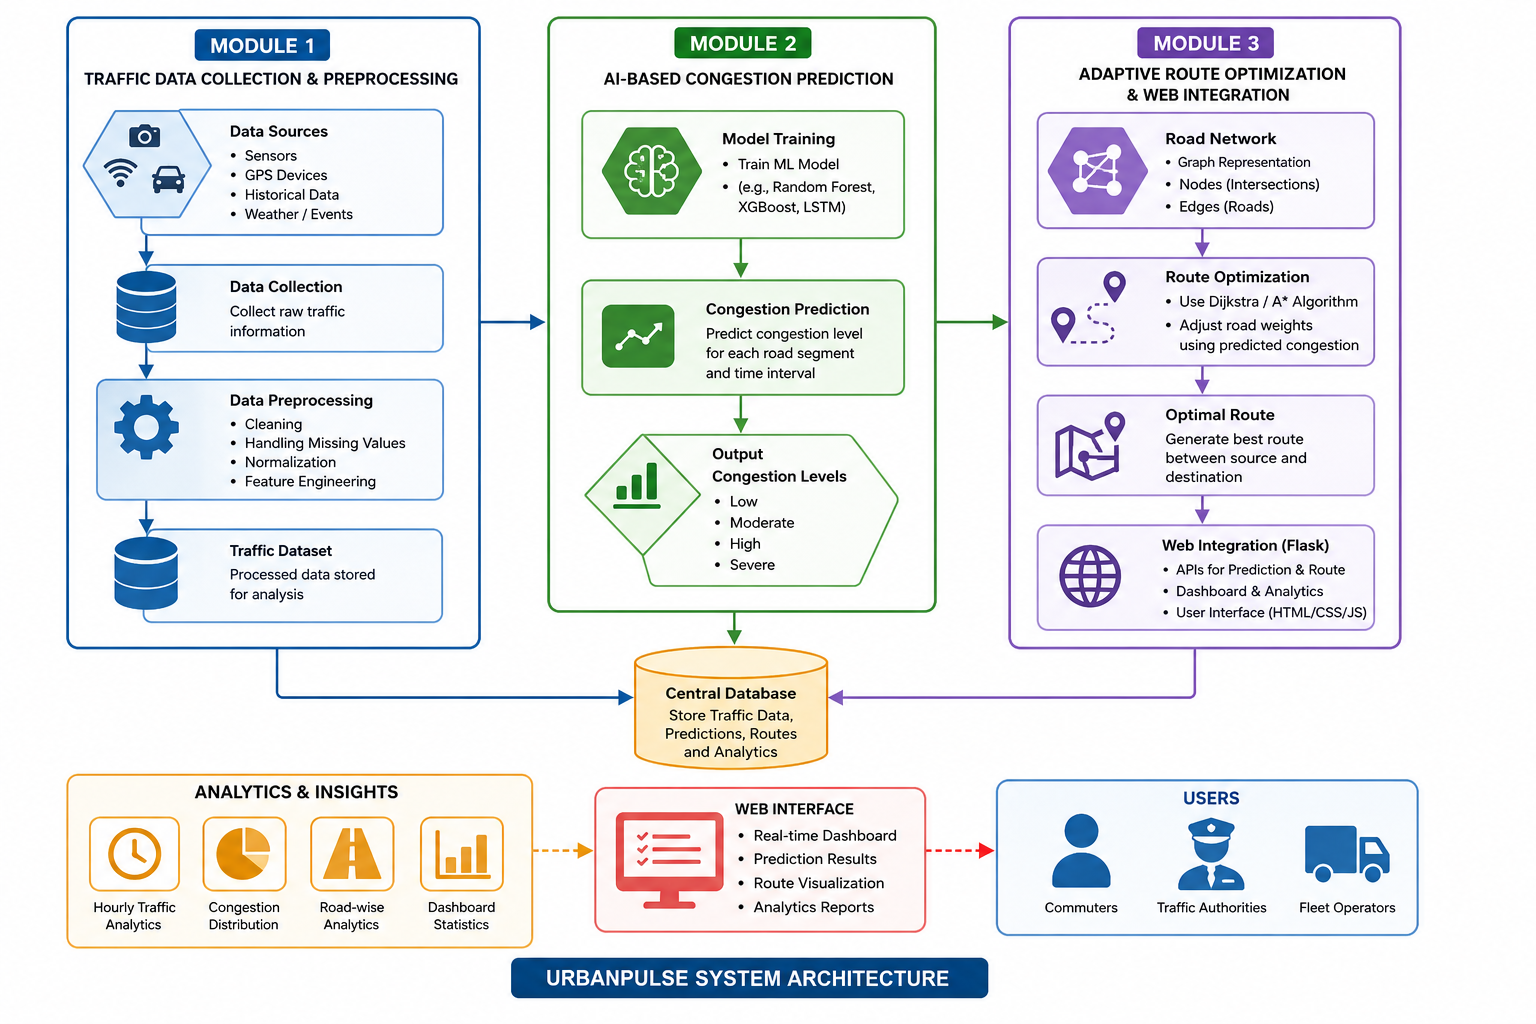 MODULE 1
TRAFFIC DATA COLLECTION & PREPROCESSING
Data Sources
• Sensors
• GPS Devices
• Historical Data
• Weather / Events
Data Collection
Collect raw traffic
information
Data Preprocessing
• Cleaning
• Handling Missing Values
• Normalization
• Feature Engineering
Traffic Dataset
Processed data stored
for analysis
MODULE 2
AI-BASED CONGESTION PREDICTION
Model Training
• Train ML Model
• (e.g., Random Forest,
XGBoost, LSTM)
Congestion Prediction
Predict congestion level
for each road segment
and time interval
Output
Congestion Levels
• Low
• Moderate
• High
• Severe
MODULE 3
ADAPTIVE ROUTE OPTIMIZATION
& WEB INTEGRATION
Road Network
• Graph Representation
• Nodes (Intersections)
• Edges (Roads)
Route Optimization
• Use Dijkstra / A* Algorithm
• Adjust road weights
using predicted congestion
Optimal Route
Generate best route
between source and
destination
Web Integration (Flask)
• APIs for Prediction & Route
• Dashboard & Analytics
• User Interface (HTML/CSS/JS)
Central Database
Store Traffic Data,
Predictions, Routes
and Analytics
ANALYTICS & INSIGHTS
Hourly Traffic
Analytics
Congestion
Distribution
Road-wise
Analytics
Dashboard
Statistics
WEB INTERFACE
• Real-time Dashboard
• Prediction Results
• Route Visualization
• Analytics Reports
USERS
Commuters
Traffic Authorities
Fleet Operators
URBANPULSE SYSTEM ARCHITECTURE